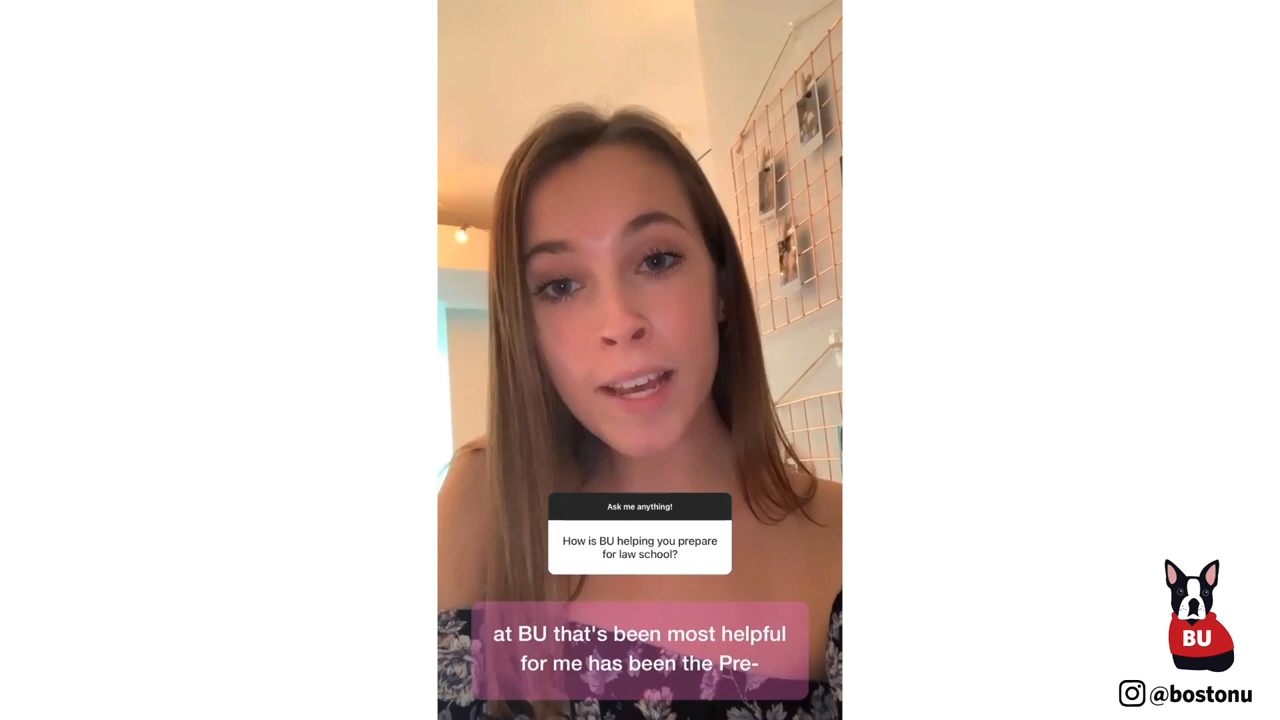 Ask me anything!
How is BU helping you prepare
for law school?
at BU that's been most helpful
for me has been the Pre-
BU
@bostonu